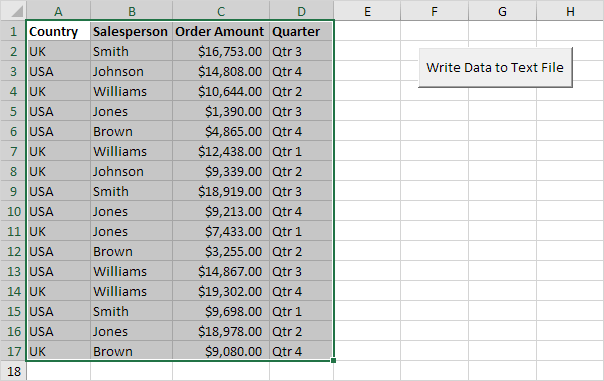 A B C D E F G H
1 Country Salesperson Order Amount Quarter
2 UK Smith $16,753.00 Qtr 3
3 USA Johnson $14,808.00 Qtr 4 Write Data to Text File
4 UK Williams $10,644.00 Qtr 2
5 USA Jones $1,390.00 Qtr 3
6 USA Brown $4,865.00 Qtr 4
7 UK Williams $12,438.00 Qtr 1
8 UK Johnson $9,339.00 Qtr 2
9 USA Smith $18,919.00 Qtr 3
10 USA Jones $9,213.00 Qtr 4
11 UK Jones $7,433.00 Qtr 1
12 USA Brown $3,255.00 Qtr 2
13 USA Williams $14,867.00 Qtr 3
14 UK Williams $19,302.00 Qtr 4
15 USA Smith $9,698.00 Qtr 1
16 USA Jones $18,978.00 Qtr 2
17 UK Brown $9,080.00 Qtr 4
18